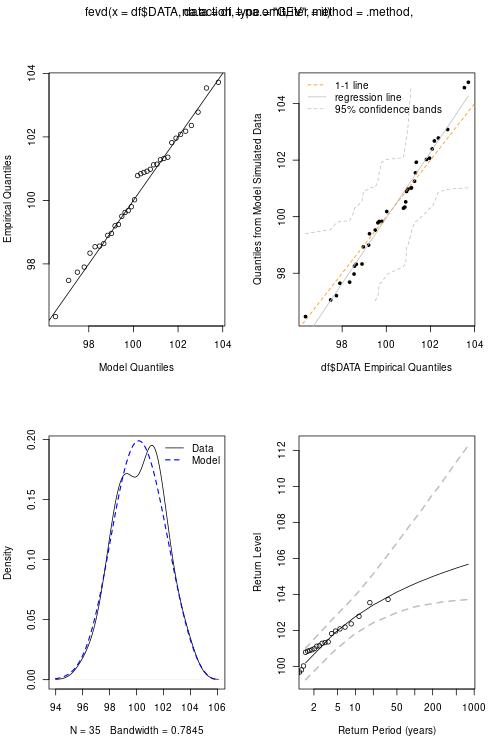 fevd(x = df$DATA, method = .method,
104
102
100
98
Empirical Quantiles
98 100 102 104
Model Quantiles
1-1 line
regression line
95% confidence bands
104
102
100
98
Quantiles from Model Simulated Data
98 100 102 104
df$DATA Empirical Quantiles
Data
Model
0.20
0.15
0.10
0.05
0.00
Density
94 96 98 100 102 104 106
N = 35 Bandwidth = 0.7845
112
110
108
106
104
102
100
Return Level
2 5 10 50 200 1000
Return Period (years)